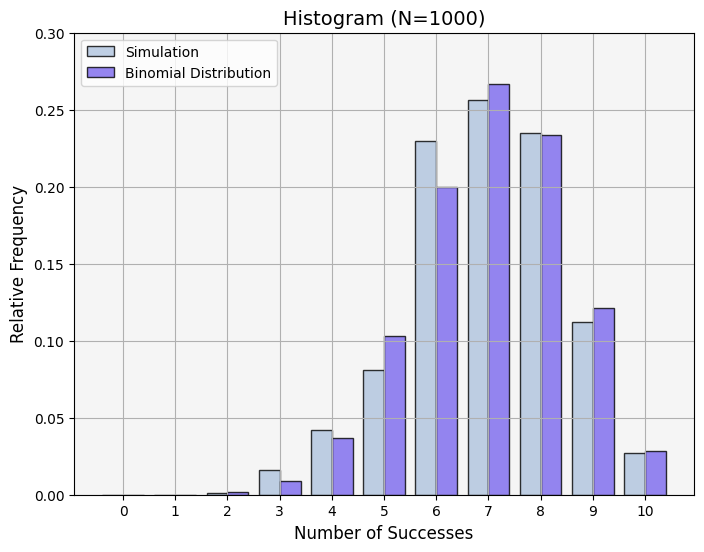 Histogram (N=1000)
Simulation
Binomial Distribution
0.30
0.25
0.20
0.15
0.10
0.05
0.00
Relative Frequency
0 1 2 3 4 5 6 7 8 9 10
Number of Successes